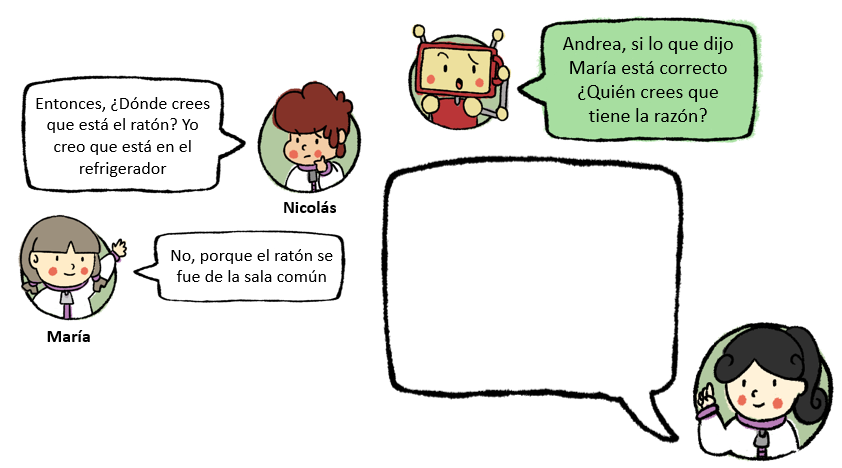 Entonces, ¿Dónde crees
que está el ratón? Yo
creo que está en el
refrigerador
Nicolás
No, porque el ratón se
fue de la sala común
María
Andrea, si lo que dijo
María está correcto
¿Quién crees que
tiene la razón?